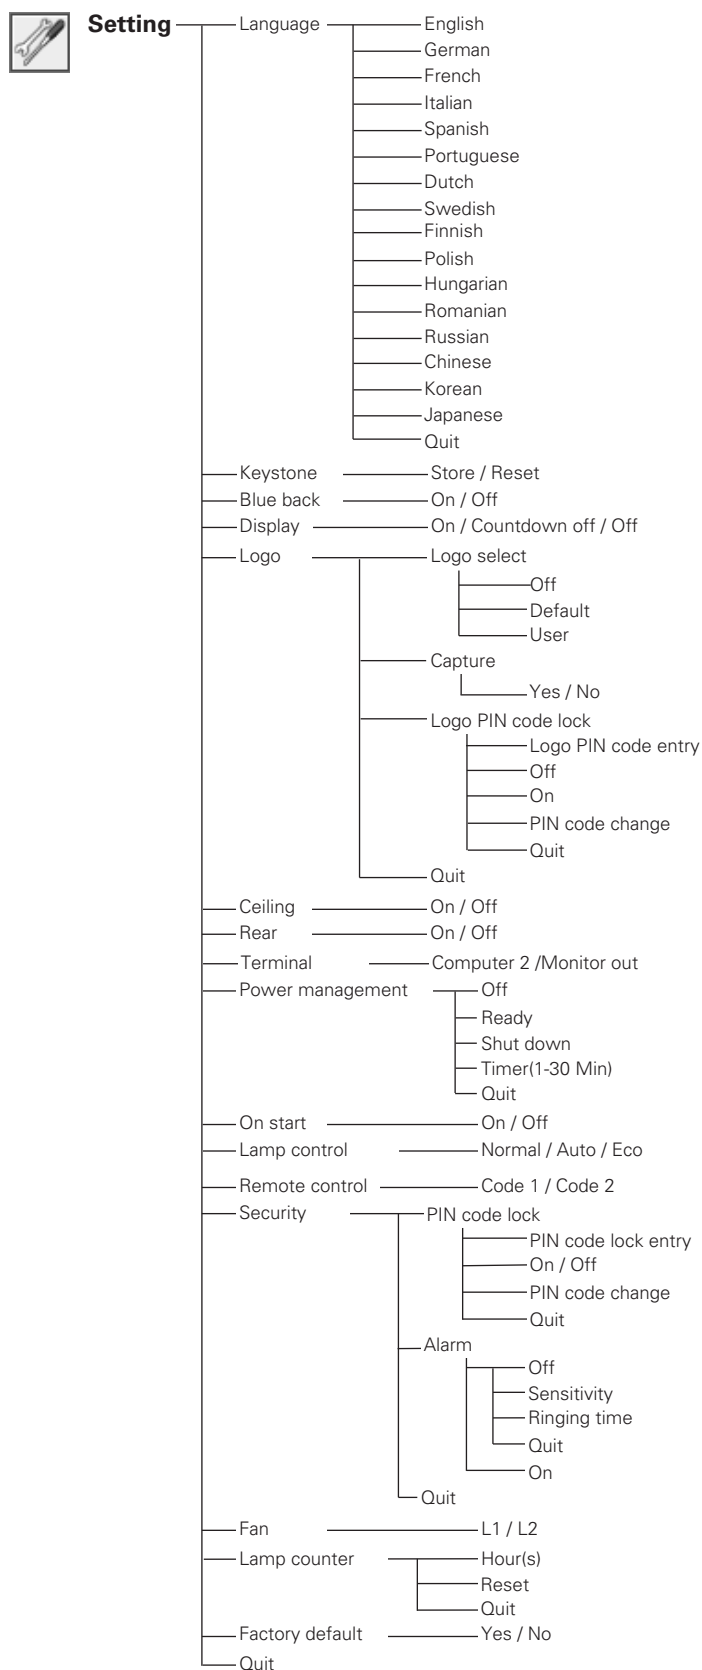 Setting Language English
German
French
Italian
Spanish
Portuguese
Dutch
Swedish
Finnish
Polish
Hungarian
Romanian
Russian
Chinese
Korean
Japanese
Quit
Keystone Store / Reset
Blue back On / Off
Display On / Countdown off / Off
Logo Logo select
Off
Default
User
Capture
Yes / No
Logo PIN code lock
Logo PIN code entry
Off
On
PIN code change
Quit
Quit
Ceiling On / Off
Rear On / Off
Terminal Computer 2 /Monitor out
Power management Off
Ready
Shut down
Timer(1-30 Min)
Quit
On start On / Off
Lamp control Normal / Auto / Eco
Remote control Code 1 / Code 2
Security PIN code lock
PIN code lock entry
On / Off
PIN code change
Quit
Alarm
Off
Sensitivity
Ringing time
Quit
On
Quit
Fan L1 / L2
Lamp counter Hour(s)
Reset
Quit
Factory default Yes / No
Quit